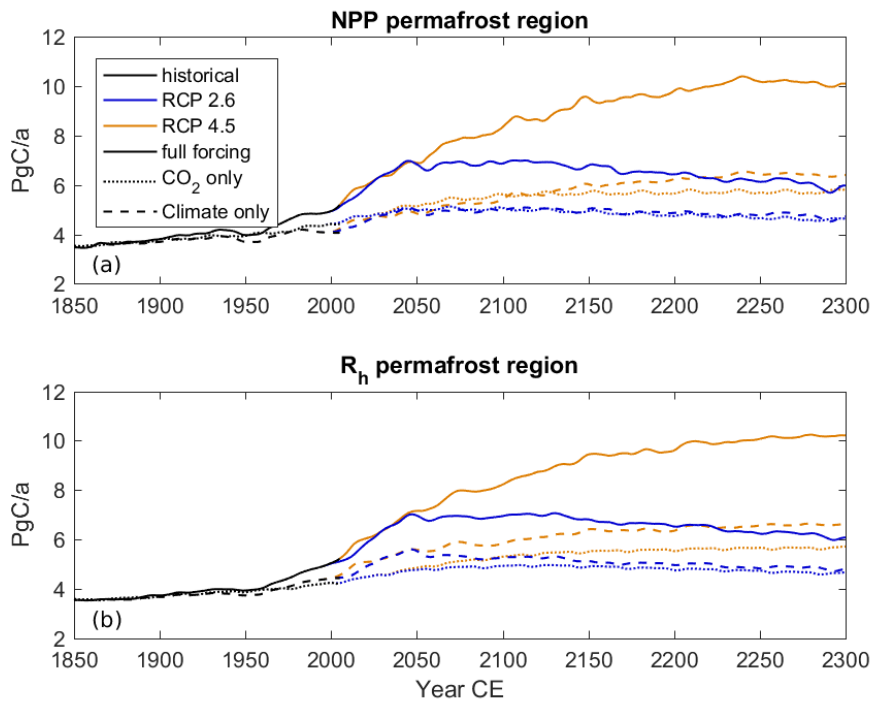 NPP permafrost region
12
10
8
6
4
2
PgC/a
historical
RCP 2.6
RCP 4.5
full forcing
CO2 only
Climate only
(a)
1850 1900 1950 2000 2050 2100 2150 2200 2250 2300
Rh permafrost region
12
10
8
6
4
2
PgC/a
(b)
1850 1900 1950 2000 2050 2100 2150 2200 2250 2300
Year CE